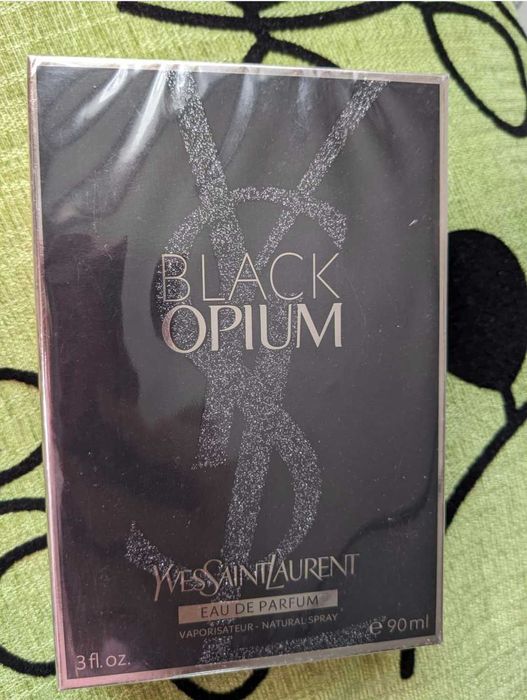 BLACK
OPIUM
YVESSAINTLAURENT
EAU DE PARFUM
VAPORISATEUR - NATURAL SPRAY
3 fl. oz.
℮ 90 ml